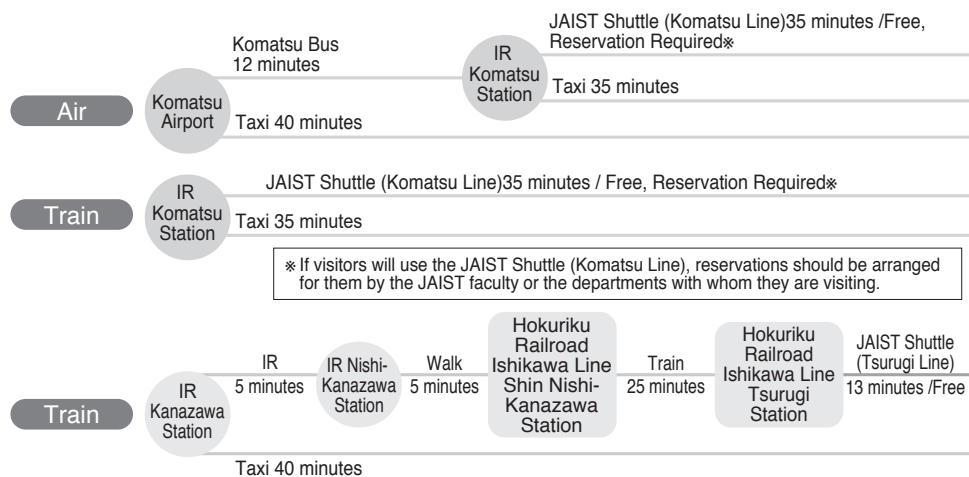 JAIST Shuttle (Komatsu Line)35 minutes /Free,
Reservation Required※
Komatsu Bus
12 minutes
IR
Komatsu
Station
Taxi 35 minutes
Air
Komatsu
Airport
Taxi 40 minutes
JAIST Shuttle (Komatsu Line)35 minutes / Free, Reservation Required※
Train
IR
Komatsu
Station
Taxi 35 minutes
※ If visitors will use the JAIST Shuttle (Komatsu Line), reservations should be arranged
for them by the JAIST faculty or the departments with whom they are visiting.
Train
IR
Kanazawa
Station
IR
5 minutes
IR Nishi-
Kanazawa
Station
Walk
5 minutes
Hokuriku
Railroad
Ishikawa Line
Shin Nishi-
Kanazawa
Station
Train
25 minutes
Hokuriku
Railroad
Ishikawa Line
Tsurugi
Station
JAIST Shuttle
(Tsurugi Line)
13 minutes /Free
Taxi 40 minutes